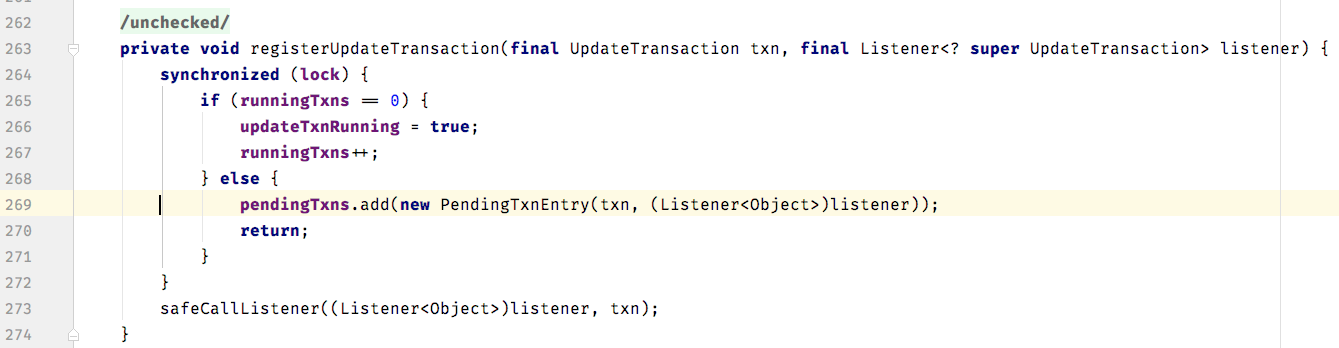 262 /unchecked/
263 private void registerUpdateTransaction(final UpdateTransaction txn, final Listener<? super UpdateTransaction> listener) {
264 synchronized (lock) {
265 if (runningTxns == 0) {
266 updateTxnRunning = true;
267 runningTxns++;
268 } else {
269 pendingTxns.add(new PendingTxnEntry(txn, (Listener<Object>)listener));
270 return;
271 }
272 }
273 safeCallListener((Listener<Object>)listener, txn);
274 }